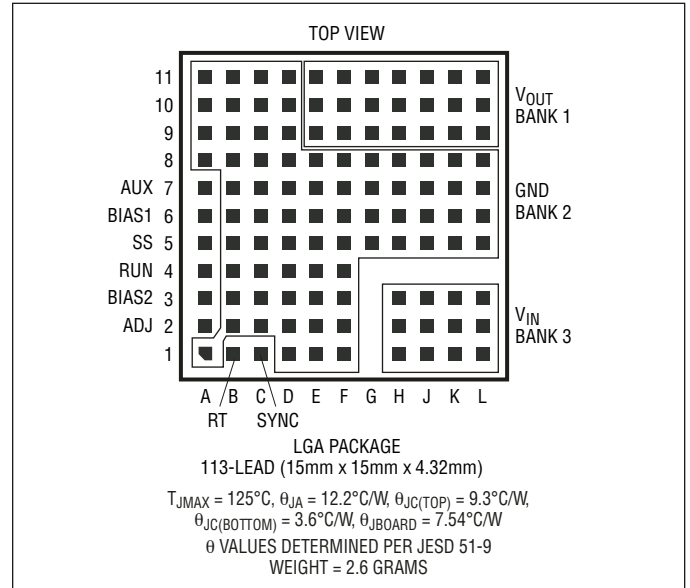 TOP VIEW
11
10
9
8
AUX 7
BIAS1 6
SS 5
RUN 4
BIAS2 3
ADJ 2
1
VOUT
BANK 1
GND
BANK 2
VIN
BANK 3
A B C D E F G H J K L
RT SYNC
LGA PACKAGE
113-LEAD (15mm x 15mm x 4.32mm)
TJMAX = 125°C, θJA = 12.2°C/W, θJC(TOP) = 9.3°C/W,
θJC(BOTTOM) = 3.6°C/W, θJBOARD = 7.54°C/W
θ VALUES DETERMINED PER JESD 51-9
WEIGHT = 2.6 GRAMS